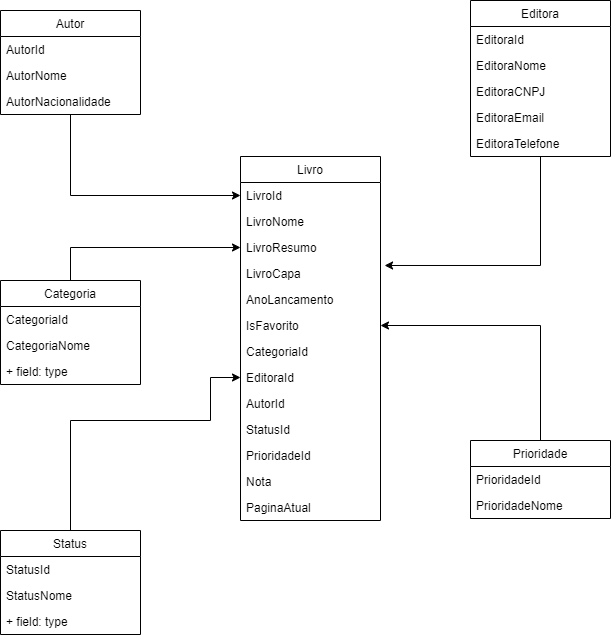 Autor
AutorId
AutorNome
AutorNacionalidade
Editora
EditoraId
EditoraNome
EditoraCNPJ
EditoraEmail
EditoraTelefone
Livro
LivroId
LivroNome
LivroResumo
LivroCapa
AnoLancamento
IsFavorito
CategoriaId
EditoraId
AutorId
StatusId
PrioridadeId
Nota
PaginaAtual
Categoria
CategoriaId
CategoriaNome
+ field: type
Prioridade
PrioridadeId
PrioridadeNome
Status
StatusId
StatusNome
+ field: type